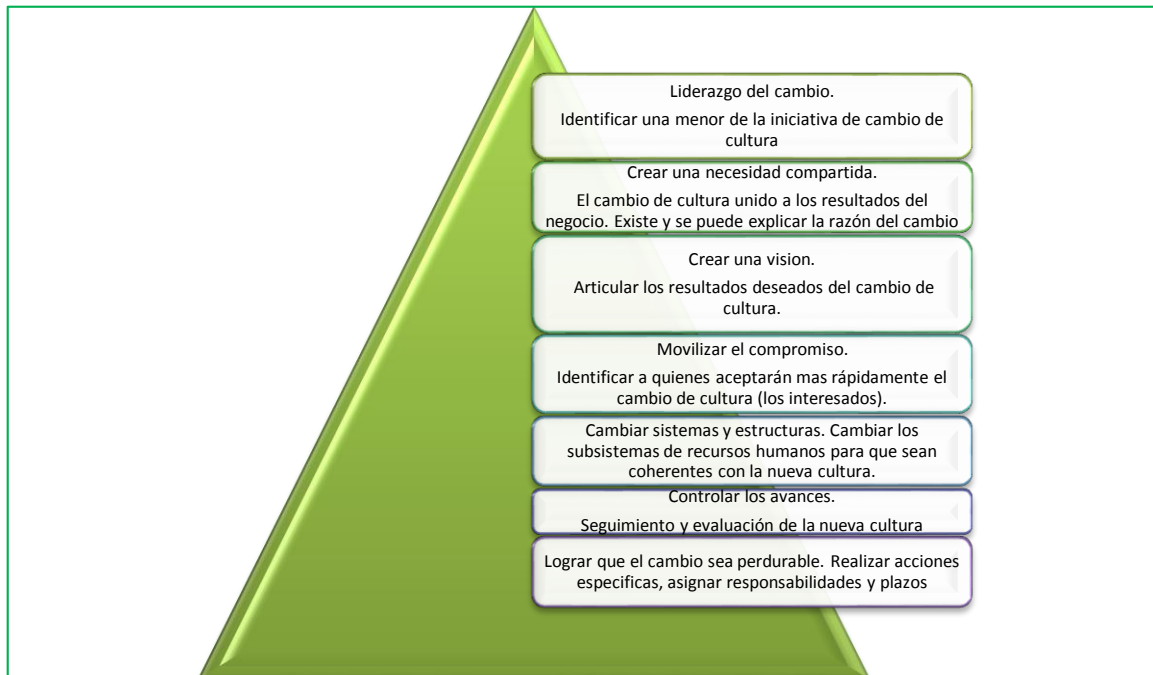 Liderazgo del cambio.
Identificar una menor de la iniciativa de cambio de
cultura
Crear una necesidad compartida.
El cambio de cultura unido a los resultados del
negocio. Existe y se puede explicar la razón del cambio
Crear una vision.
Articular los resultados deseados del cambio de
cultura.
Movilizar el compromiso.
Identificar a quienes aceptarán mas rápidamente el
cambio de cultura (los interesados).
Cambiar sistemas y estructuras. Cambiar los
subsistemas de recursos humanos para que sean
coherentes con la nueva cultura.
Controlar los avances.
Seguimiento y evaluación de la nueva cultura
Lograr que el cambio sea perdurable. Realizar acciones
especificas, asignar responsabilidades y plazos